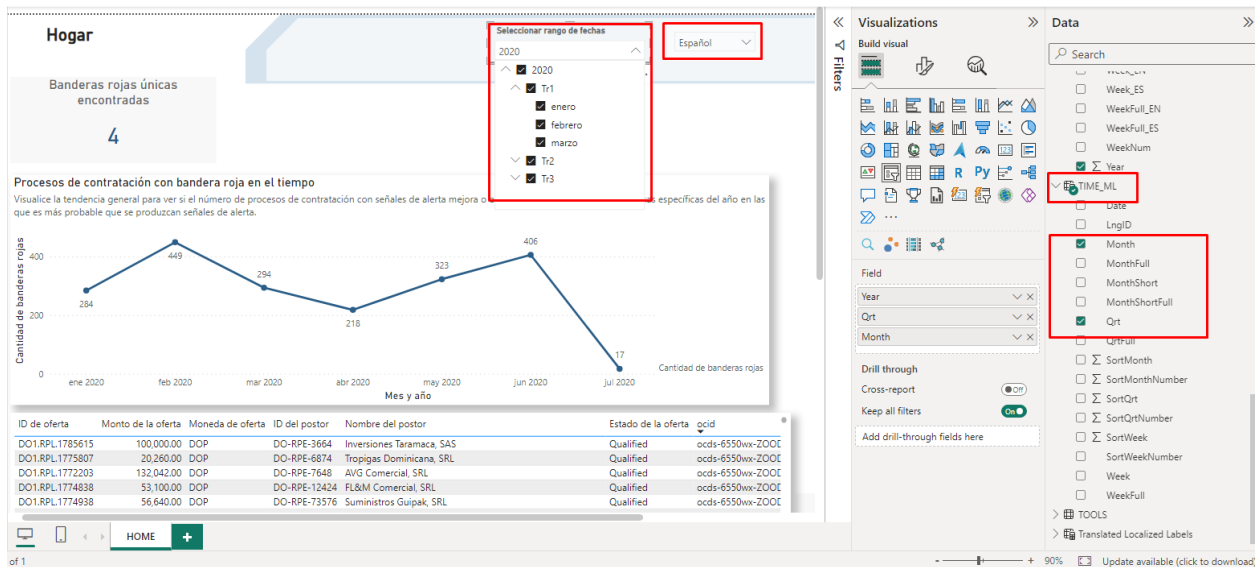 Hogar
Seleccionar rango de fechas
2020
Español
2020
Tr1
enero
febrero
marzo
Tr2
Tr3
Banderas rojas únicas
encontradas
4
Procesos de contratación con bandera roja en el tiempo
Visualice la tendencia general para ver si el número de procesos de contratación con señales de alerta mejora o
específicas del año en las
que es más probable que se produzcan señales de alerta.
Cantidad de banderas rojas
400
200
0
284
449
294
218
323
406
17
Cantidad de banderas rojas
ene 2020
feb 2020
mar 2020
abr 2020
may 2020
jun 2020
jul 2020
Mes y año
ID de oferta Monto de la oferta Moneda de oferta ID del postor Nombre del postor Estado de la oferta ocid
DO1.RPL.1785615 100,000.00 DOP DO-RPE-3664 Inversiones Taramaca, SAS Qualified ocds-6550wx-ZOOD
DO1.RPL.1775807 20,260.00 DOP DO-RPE-6874 Tropigas Dominicana, SRL Qualified ocds-6550wx-ZOOD
DO1.RPL.1772203 132,042.00 DOP DO-RPE-7648 AVG Comercial, SRL Qualified ocds-6550wx-ZOOD
DO1.RPL.1774838 53,100.00 DOP DO-RPE-12424 FL&M Comercial, SRL Qualified ocds-6550wx-ZOOD
DO1.RPL.1774938 56,640.00 DOP DO-RPE-73576 Suministros Guipak, SRL Qualified ocds-6550wx-ZOOD
HOME
of 1
Filters
Visualizations
Build visual
R Py
123
Field
Year
Qrt
Month
Drill through
Cross-report
Off
Keep all filters
On
Add drill-through fields here
Data
Search
Week_EN
Week_ES
WeekFull_EN
WeekFull_ES
WeekNum
Year
TIME_ML
Date
LngID
Month
MonthFull
MonthShort
MonthShortFull
Qrt
QrtFull
SortMonth
SortMonthNumber
SortQrt
SortQrtNumber
SortWeek
SortWeekNumber
Week
WeekFull
TOOLS
Translated Localized Labels
90%
Update available (click to download)